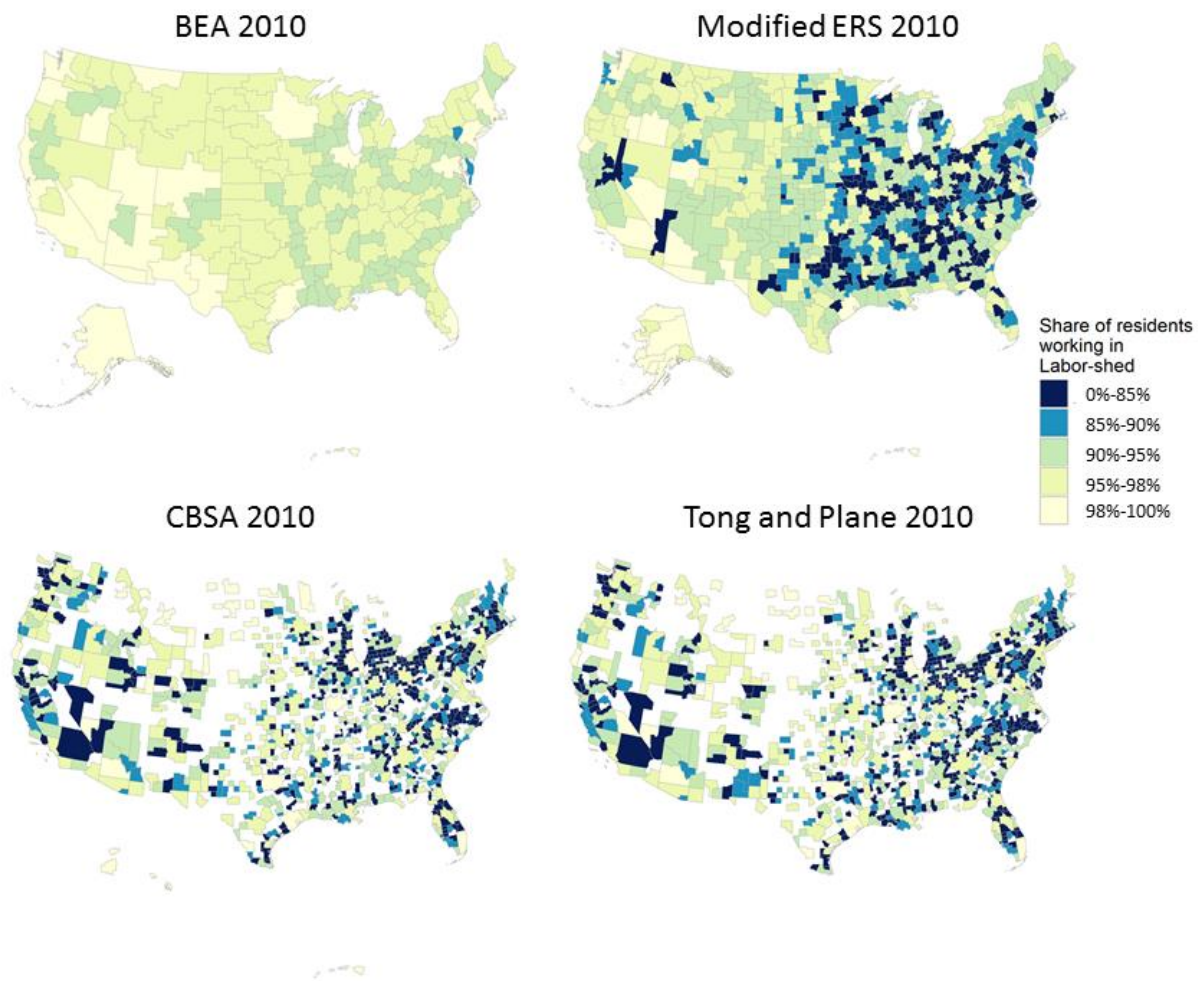 BEA 2010
Modified ERS 2010
Share of residents
working in
Labor-shed
0%-85%
85%-90%
90%-95%
95%-98%
98%-100%
CBSA 2010
Tong and Plane 2010